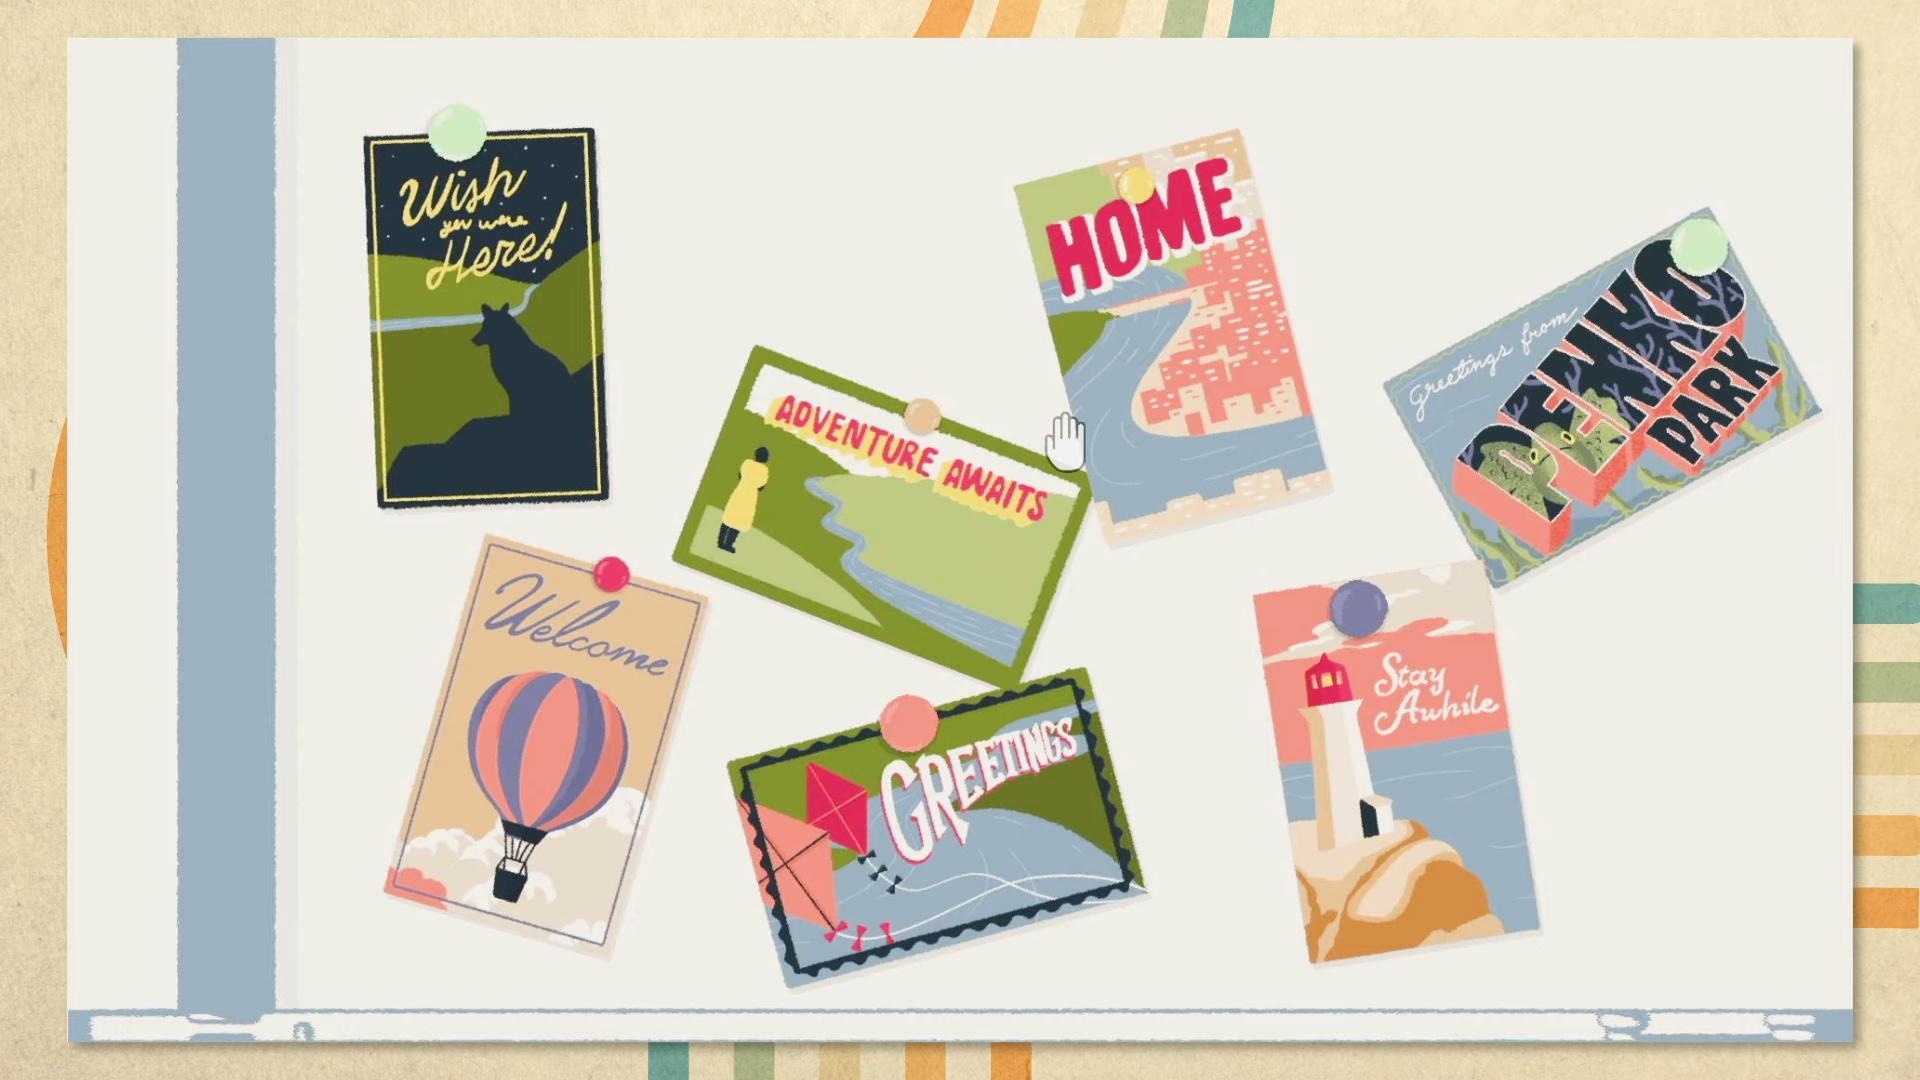 Wish
you were
Here!
HOME
Greetings from
PENKO
PARK
ADVENTURE AWAITS
Welcome
GREETINGS
Stay
Awhile